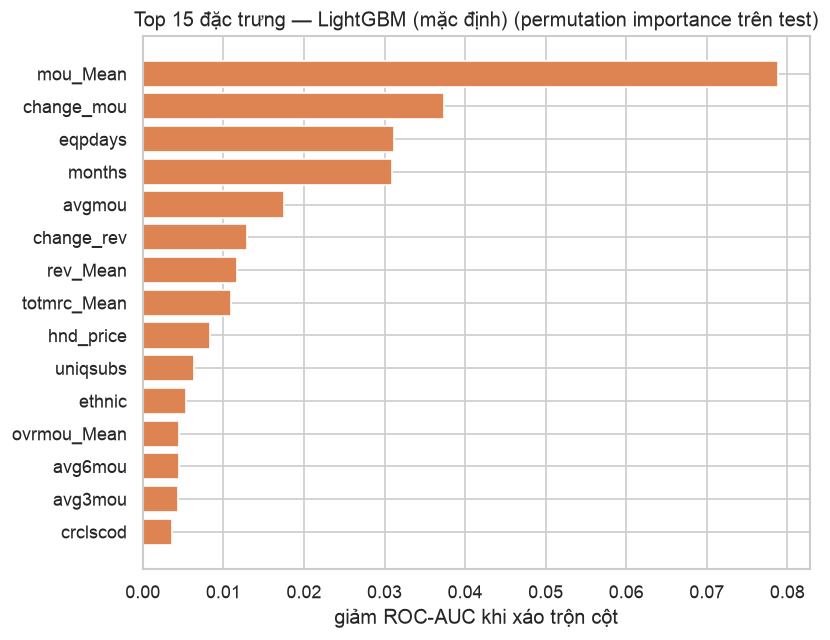 Top 15 đặc trưng — LightGBM (mặc định) (permutation importance trên test)
mou_Mean
change_mou
eqpdays
months
avgmou
change_rev
rev_Mean
totmrc_Mean
hnd_price
uniqsubs
ethnic
ovrmou_Mean
avg6mou
avg3mou
crclscod
0.00 0.01 0.02 0.03 0.04 0.05 0.06 0.07 0.08
giảm ROC-AUC khi xáo trộn cột